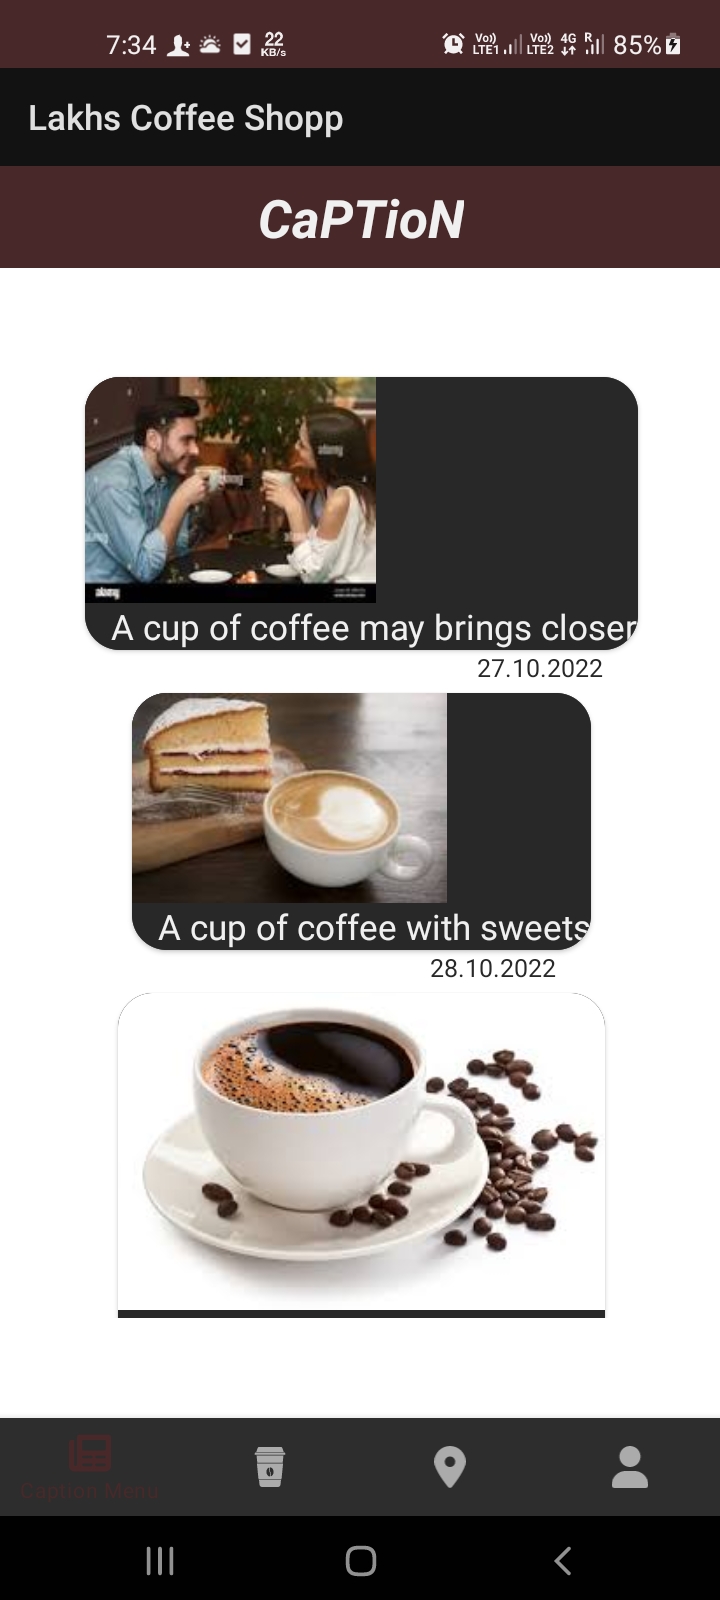 7:34 22 KB/s Vo)) LTE1 Vo)) LTE2 4G R 85%
Lakhs Coffee Shopp
CaPTioN
alamy
alamy
A cup of coffee may brings closer
27.10.2022
A cup of coffee with sweets
28.10.2022
Caption Menu